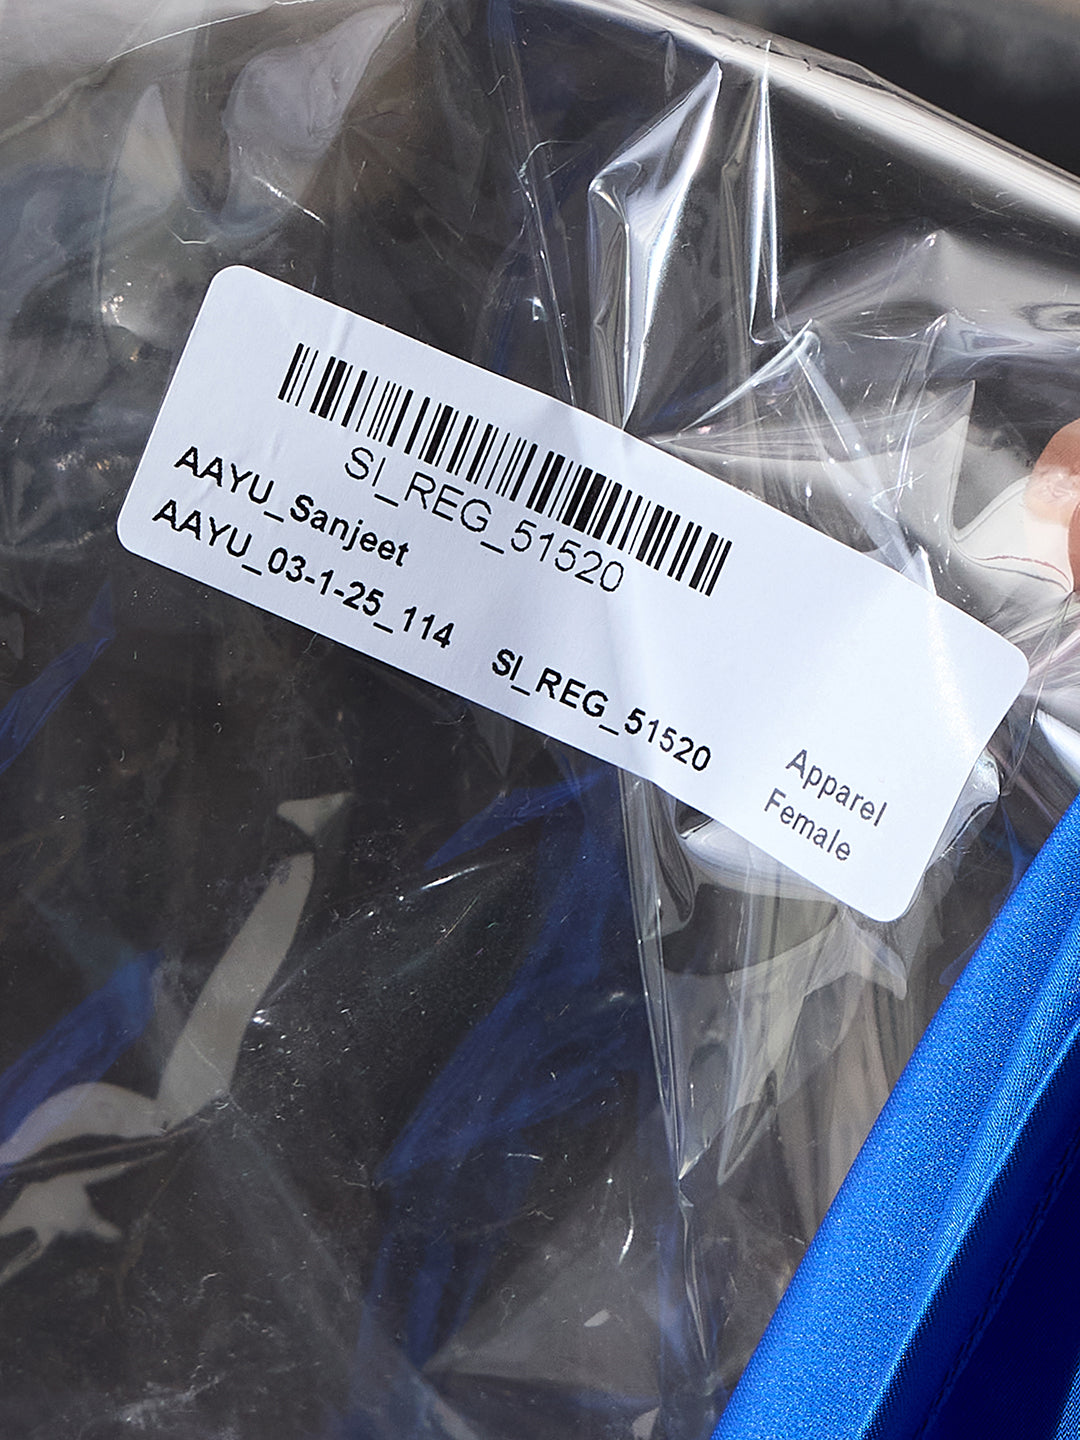 SI_REG_51520
AAYU_Sanjeet
AAYU_03-1-25_114 SI_REG_51520
Apparel
Female